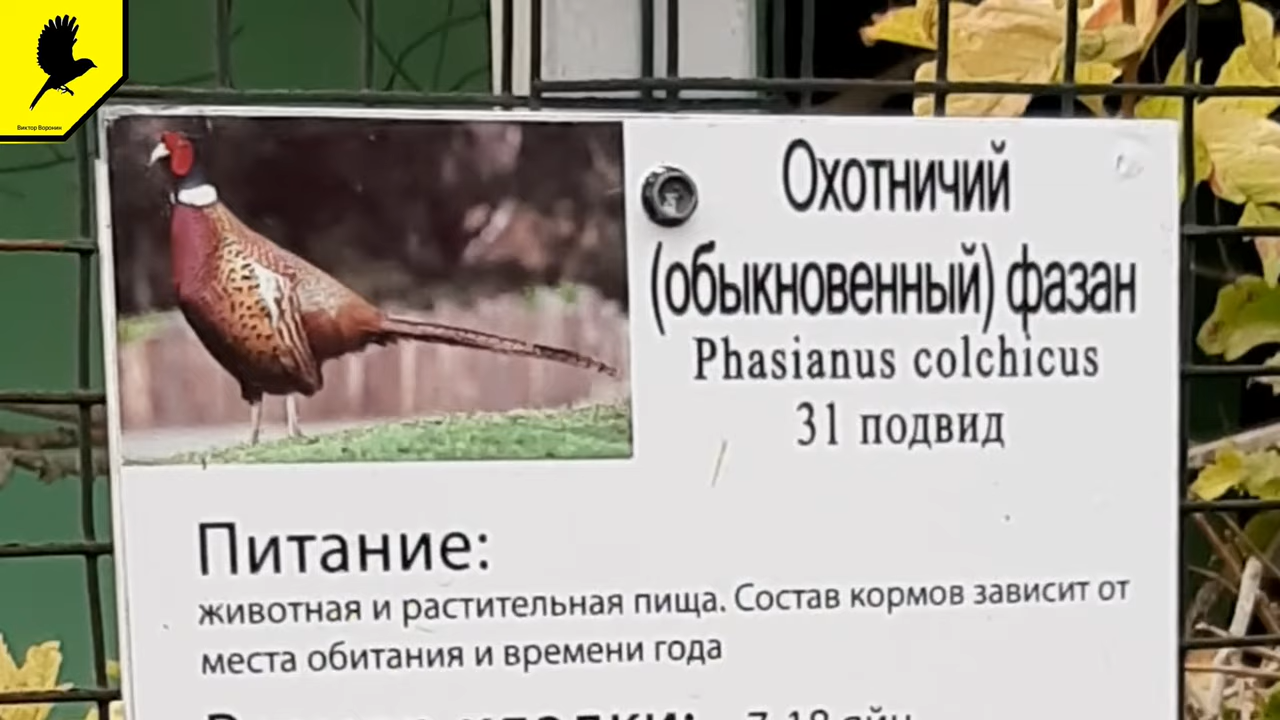 Виктор Воронин
Охотничий
(обыкновенный) фазан
Phasianus colchicus
31 подвид
Питание:
животная и растительная пища. Состав кормов зависит от
места обитания и времени года